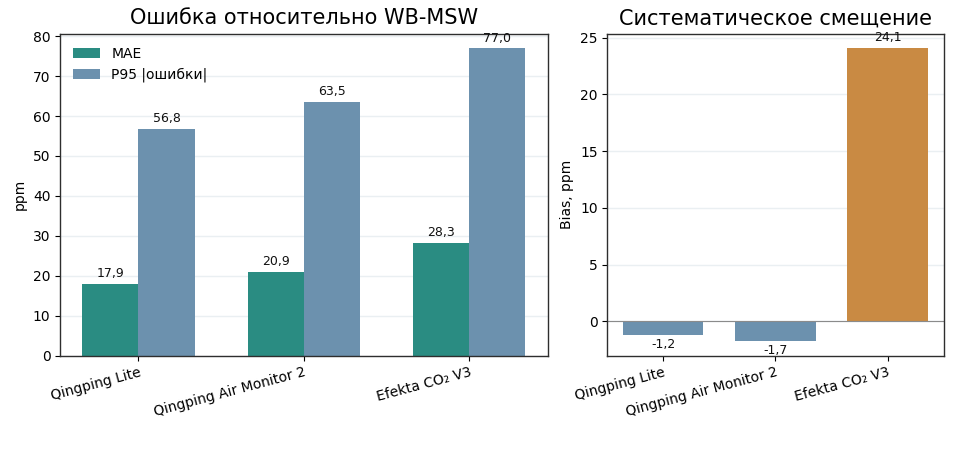 Ошибка относительно WB-MSW
80
70
60
50
40
30
20
10
0
ppm
MAE
P95 |ошибки|
17,9
56,8
20,9
63,5
28,3
77,0
Qingping Lite
Qingping Air Monitor 2
Efekta CO₂ V3
Систематическое смещение
25
20
15
10
5
0
Bias, ppm
-1,2
-1,7
24,1
Qingping Lite
Qingping Air Monitor 2
Efekta CO₂ V3